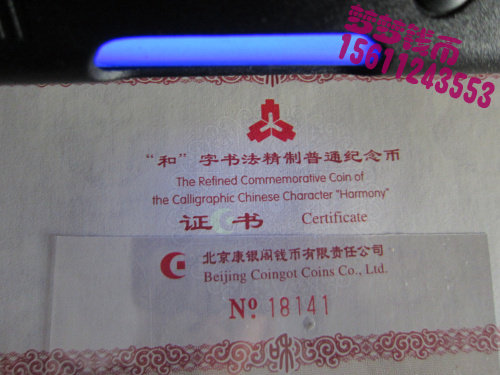 梦梦钱币
15611243553
“和”字书法精制普通纪念币
The Refined Commemorative Coin of
the Calligraphic Chinese Character "Harmony"
证书 Certificate
北京康银阁钱币有限责任公司
Beijing Coingot Coins Co., Ltd.
No 18141